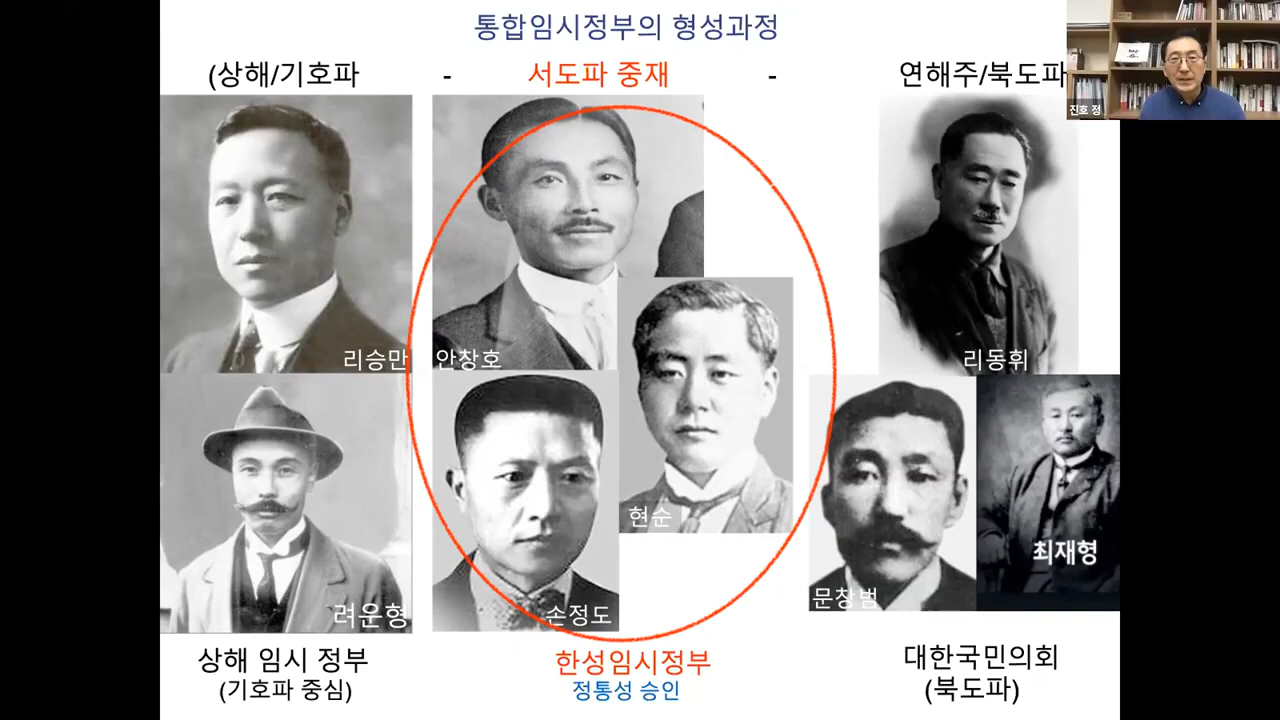 통합임시정부의 형성과정
(상해/기호파 - 서도파 중재 - 연해주/북도파
진호 정
리승만
안창호
리동휘
현순
최재형
려운형
손정도
문창범
상해 임시 정부
(기호파 중심)
한성임시정부
정통성 승인
대한국민의회
(북도파)